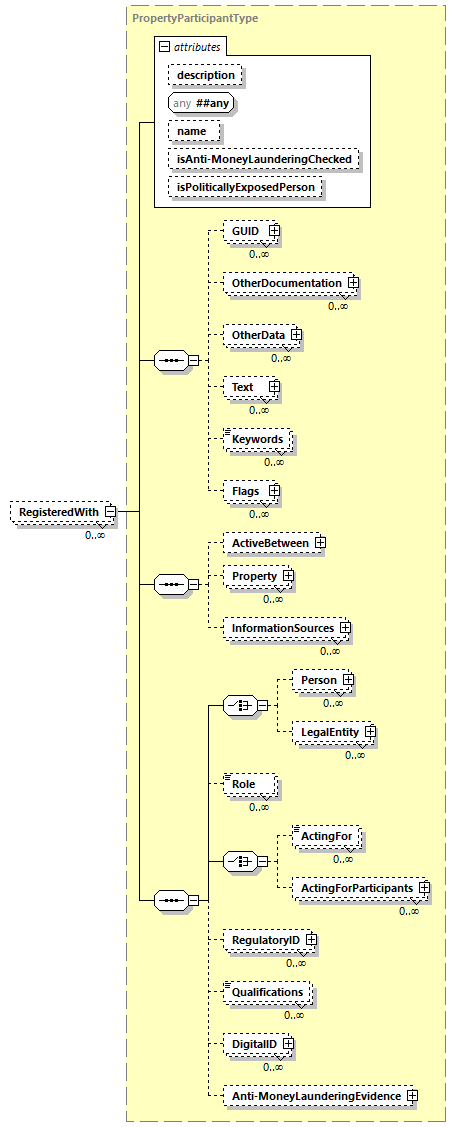 PropertyParticipantType
attributes
description
any ##any
name
isAnti-MoneyLaunderingChecked
isPoliticallyExposedPerson
GUID
0..∞
OtherDocumentation
0..∞
OtherData
0..∞
Text
0..∞
Keywords
0..∞
Flags
0..∞
RegisteredWith
0..∞
ActiveBetween
Property
0..∞
InformationSources
0..∞
Person
0..∞
LegalEntity
0..∞
Role
0..∞
ActingFor
0..∞
ActingForParticipants
0..∞
RegulatoryID
0..∞
Qualifications
0..∞
DigitalID
0..∞
Anti-MoneyLaunderingEvidence